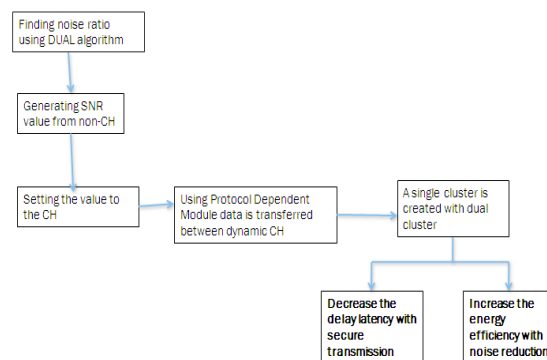 Finding noise ratio
using DUAL algorithm
Generating SNR
value from non-CH
Setting the value to
the CH
Using Protocol Dependent
Module data is transferred
between dynamic CH
A single cluster is
created with dual
cluster
Decrease the
delay latency with
secure
transmission
Increase the
energy
efficiency with
noise reduction